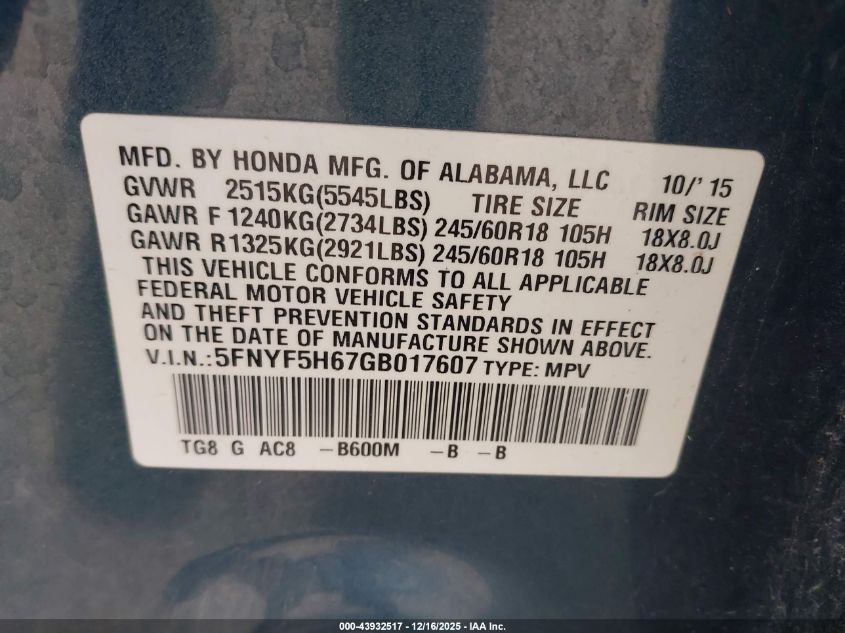 MFD. BY HONDA MFG. OF ALABAMA, LLC 10/'15
GVWR 2515KG(5545LBS) TIRE SIZE RIM SIZE
GAWR F 1240KG(2734LBS) 245/60R18 105H 18X8.0J
GAWR R 1325KG(2921LBS) 245/60R18 105H 18X8.0J
THIS VEHICLE CONFORMS TO ALL APPLICABLE
FEDERAL MOTOR VEHICLE SAFETY
AND THEFT PREVENTION STANDARDS IN EFFECT
ON THE DATE OF MANUFACTURE SHOWN ABOVE.
V.I.N.: 5FNYF5H67GB017607 TYPE: MPV
TG8 G AC8 -B600M -B -B
000-43932517 - 12/16/2025 - IAA Inc.